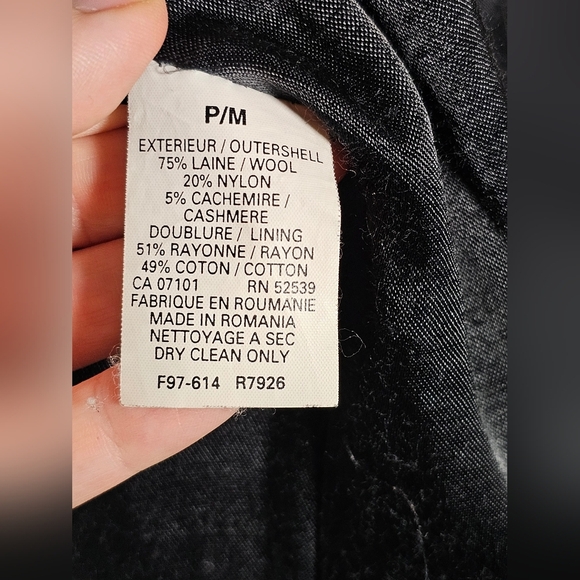 P/M
EXTERIEUR / OUTERSHELL
75% LAINE / WOOL
20% NYLON
5% CACHEMIRE /
CASHMERE
DOUBLURE / LINING
51% RAYONNE / RAYON
49% COTON / COTTON
CA 07101 RN 52539
FABRIQUE EN ROUMANIE
MADE IN ROMANIA
NETTOYAGE A SEC
DRY CLEAN ONLY
F97-614 R7926